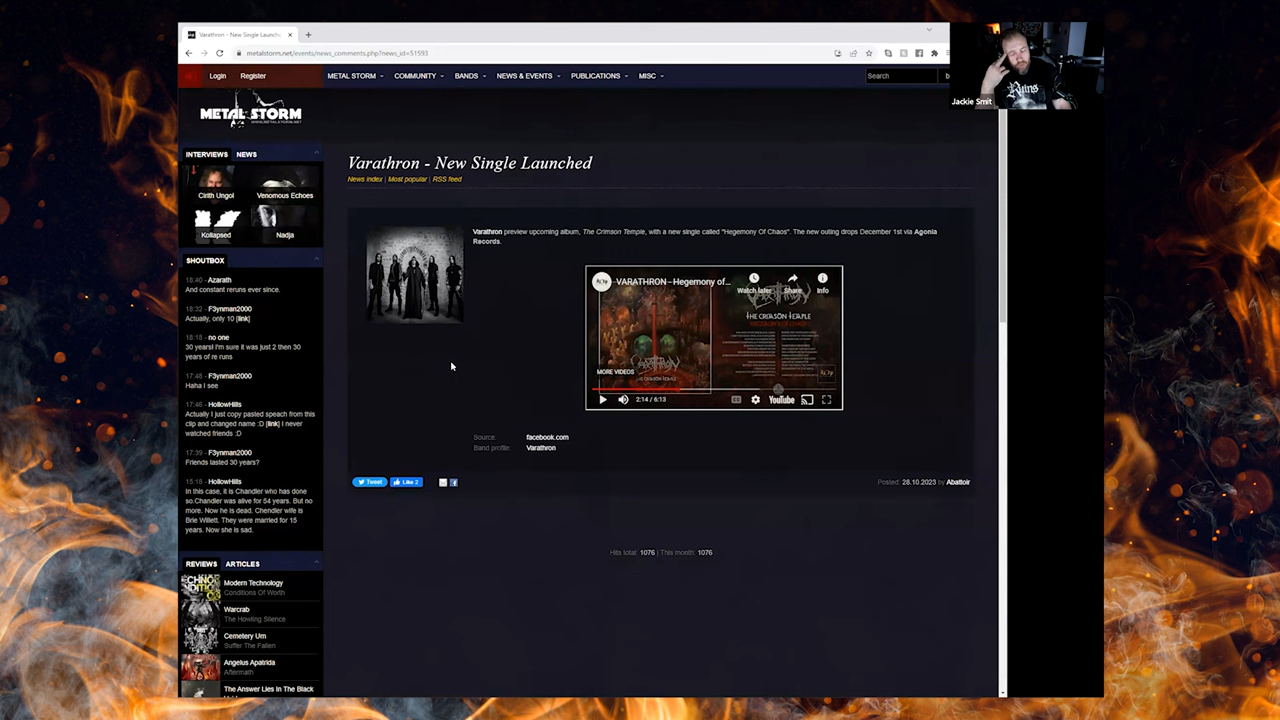 Varathron - New Single Launch
metalstorm.net/events/news_comments.php?news_id=51593
Login Register METAL STORM COMMUNITY BANDS NEWS & EVENTS PUBLICATIONS MISC Search
Ruins
Jackie Smit
METAL STORM
INTERVIEWS NEWS
Cirith Ungol Venomous Echoes
Kollapsed Nadja
SHOUTBOX
18:40 - Azarath
And constant reruns ever since.
18:32 - F3ynman2000
Actually, only 10 [link]
18:18 - no one
30 years! I'm sure it was just 2 then 30
years of re runs
17:48 - F3ynman2000
Haha I see
17:46 - HollowHills
Actually I just copy pasted speach from this
clip and changed name :D [link] I never
watched friends :D
17:39 - F3ynman2000
Friends lasted 30 years?
15:18 - HollowHills
In this case, it is Chandler who has done
so.Chandler was alive for 54 years. But no
more. Now he is dead. Chendler wife is
Brie Willett. They were married for 15
years. Now she is sad.
REVIEWS ARTICLES
Modern Technology
Conditions Of Worth
Warcrab
The Howling Silence
Cemetery Urn
Suffer The Fallen
Angelus Apatrida
Aftermath
The Answer Lies In The Black
Varathron - New Single Launched
News index | Most popular | RSS feed
Varathron preview upcoming album, The Crimson Temple, with a new single called "Hegemony Of Chaos". The new outing drops December 1st via Agonia
Records.
VARATHRON - Hegemony of...
Watch later Share Info
VARATHRON
THE CRIMSON TEMPLE
MORE VIDEOS
2:14 / 6:13
YouTube
Source: facebook.com
Band profile: Varathron
Tweet Like 2
Posted: 28.10.2023 by Abattoir
Hits total: 1076 | This month: 1076